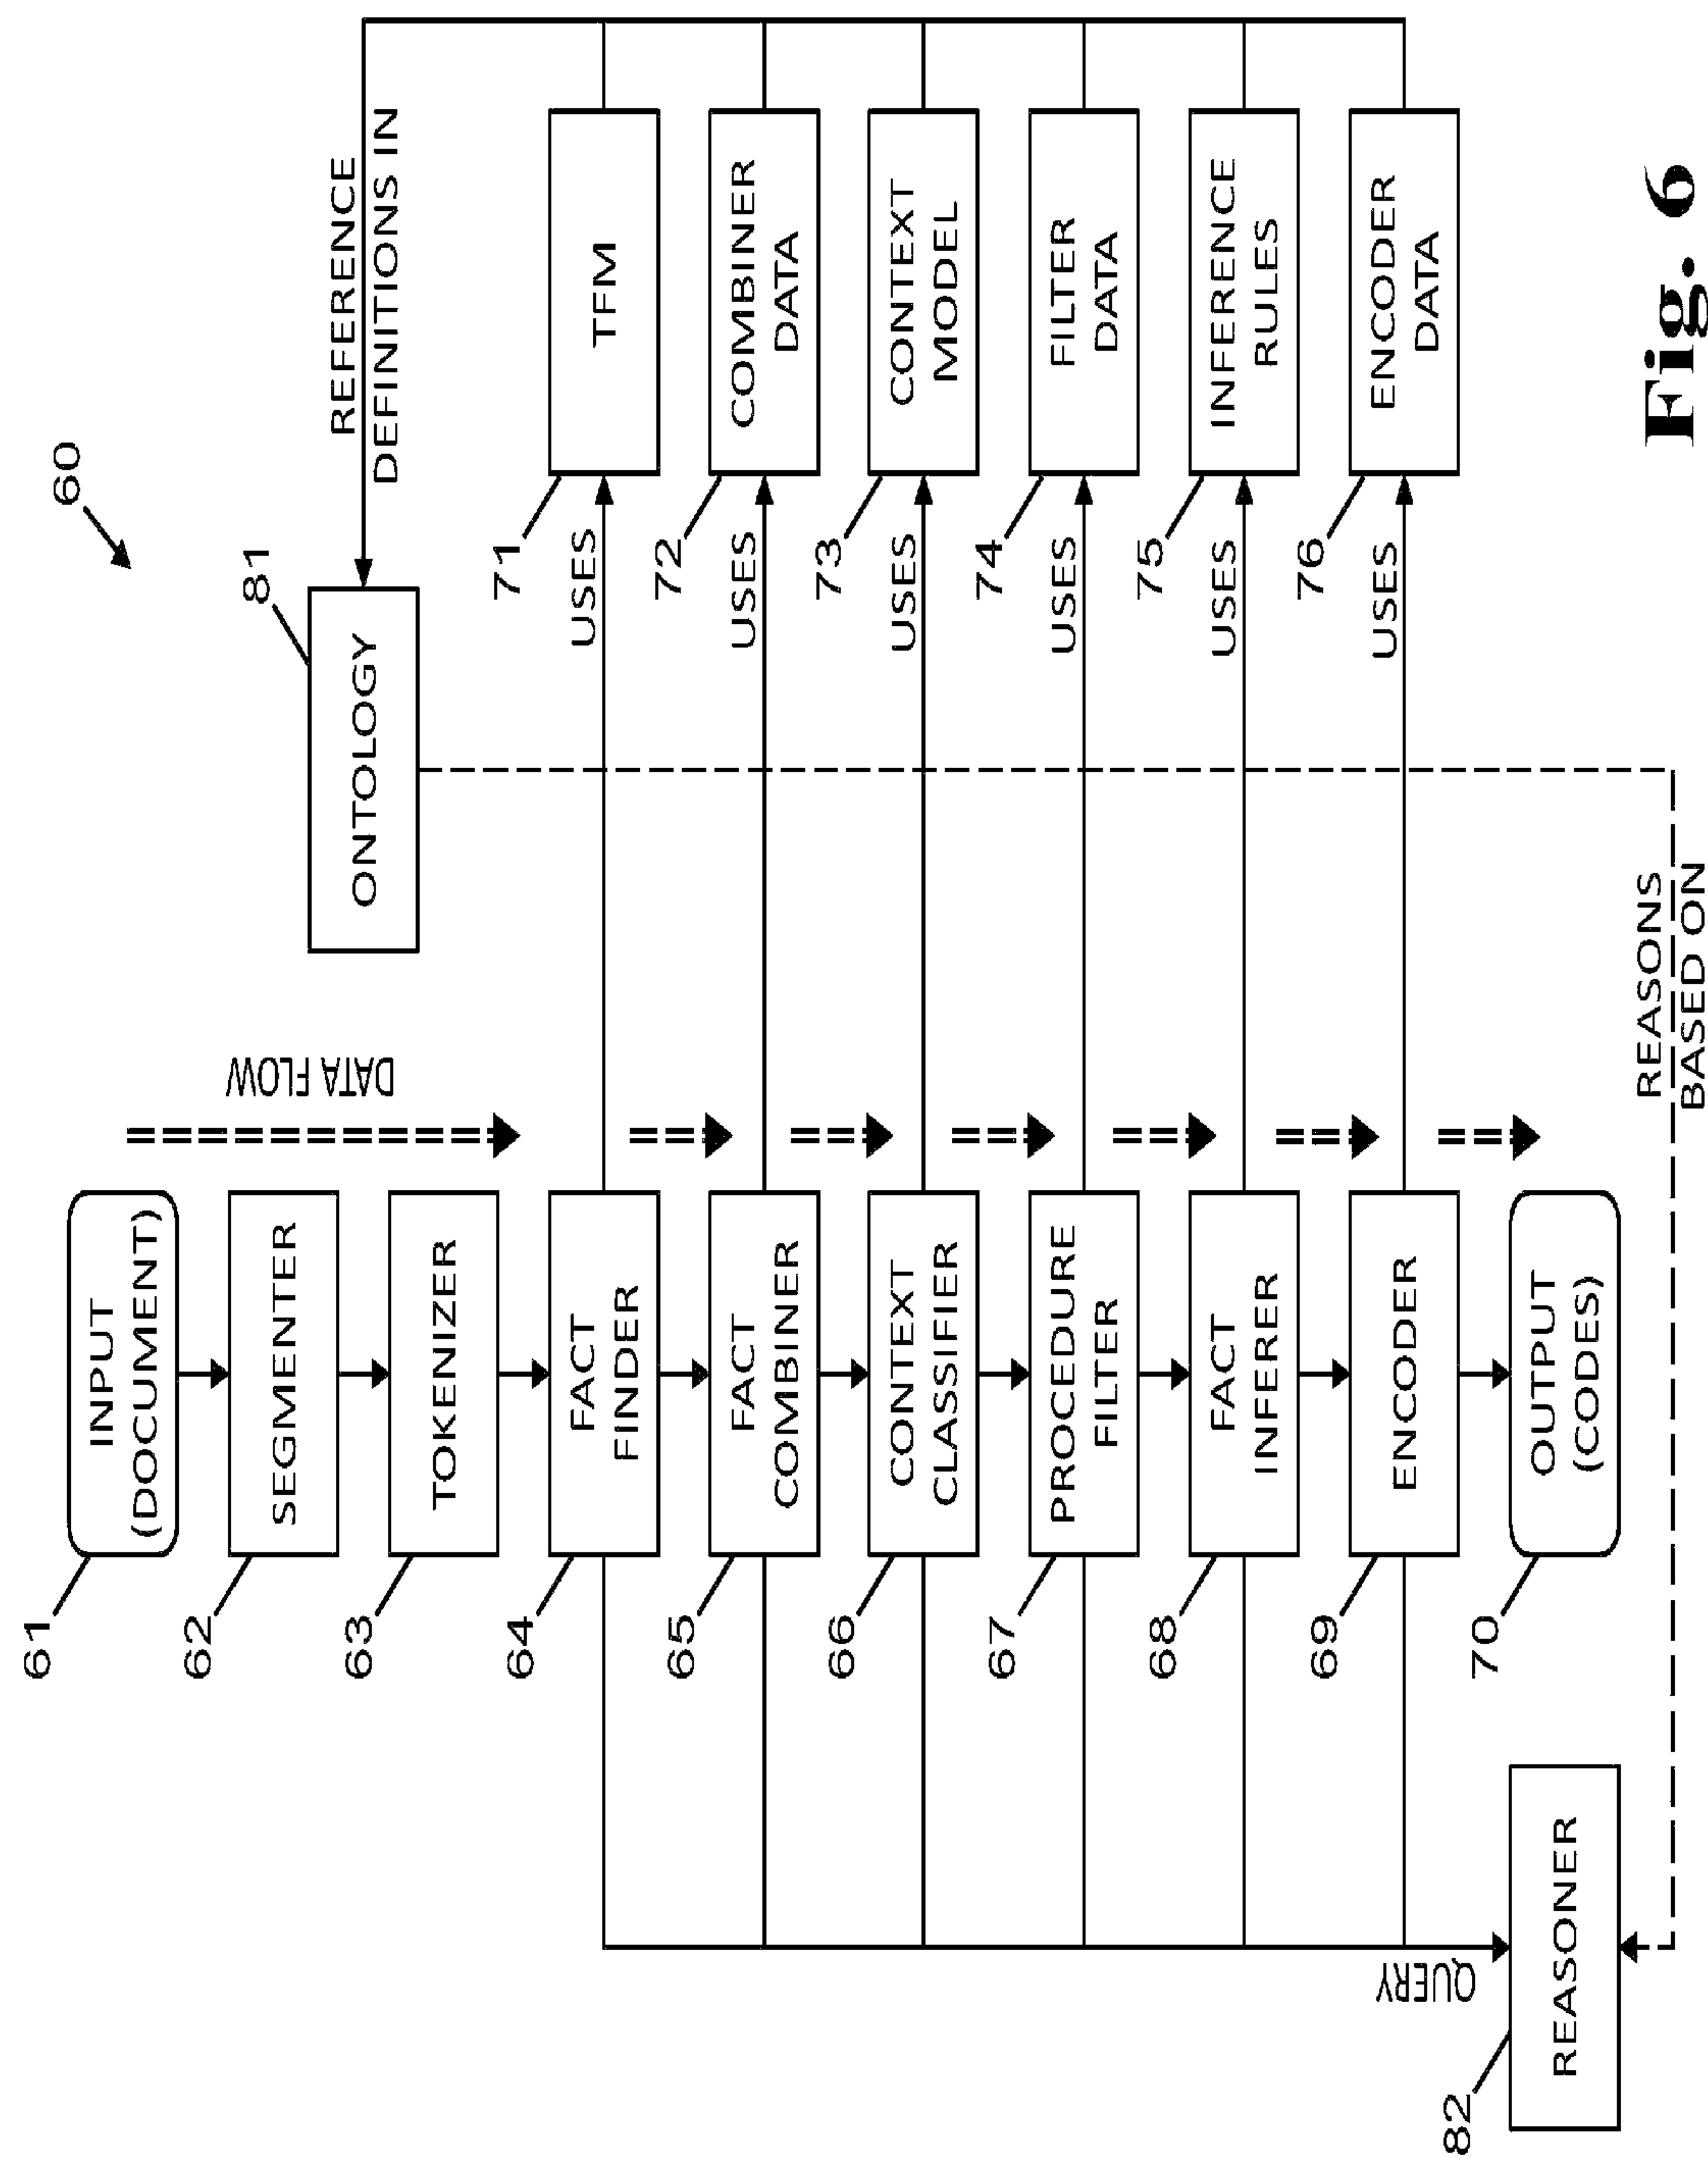 60
61
INPUT
(DOCUMENT)
62
SEGMENTER
63
TOKENIZER
64
FACT
FINDER
65
FACT
COMBINER
66
CONTEXT
CLASSIFIER
67
PROCEDURE
FILTER
68
FACT
INFERER
69
ENCODER
70
OUTPUT
(CODES)
DATA FLOW
81
ONTOLOGY
REFERENCE
DEFINITIONS IN
USES
71
TFM
USES
72
COMBINER
DATA
USES
73
CONTEXT
MODEL
USES
74
FILTER
DATA
USES
75
INFERENCE
RULES
USES
76
ENCODER
DATA
QUERY
82
REASONER
REASONS
BASED ON
Fig. 6